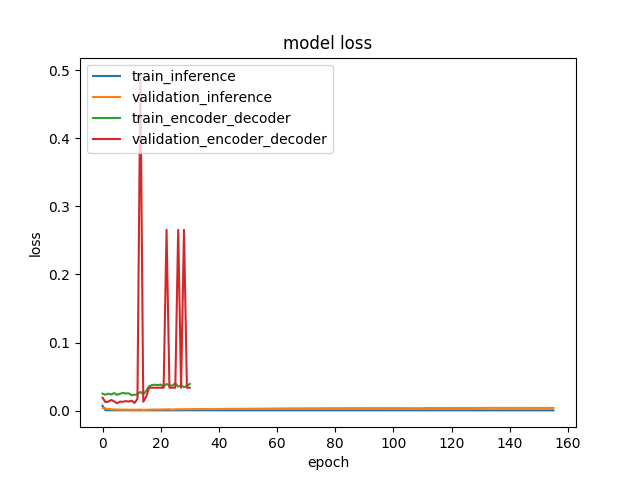 model loss
train_inference
validation_inference
train_encoder_decoder
validation_encoder_decoder
0.5
0.4
0.3
0.2
0.1
0.0
loss
0 20 40 60 80 100 120 140 160
epoch